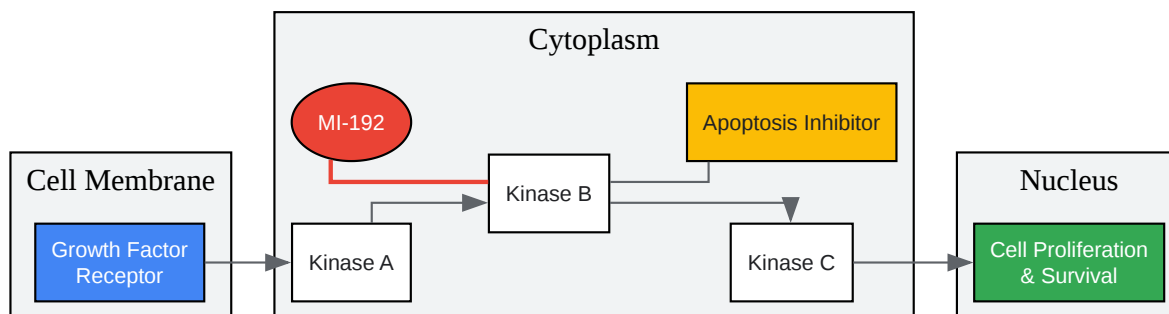 Cytoplasm
MI-192
Apoptosis Inhibitor
Cell Membrane
Kinase B
Nucleus
Growth Factor
Receptor
Kinase A
Kinase C
Cell Proliferation
& Survival